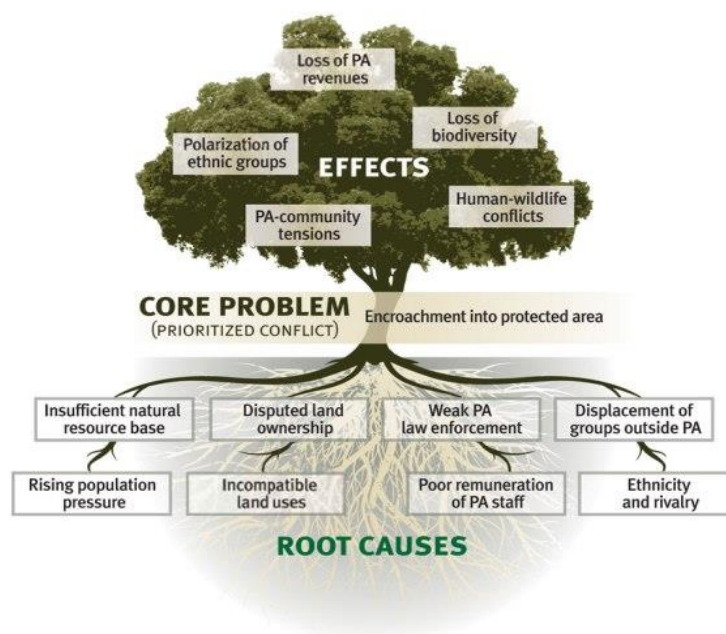 Loss of PA
revenues
Loss of
biodiversity
Polarization of
ethnic groups
EFFECTS
Human-wildlife
conflicts
PA-community
tensions
CORE PROBLEM
(PRIORITIZED CONFLICT)
Encroachment into protected area
Insufficient natural
resource base
Disputed land
ownership
Weak PA
law enforcement
Displacement of
groups outside PA
Rising population
pressure
Incompatible
land uses
Poor remuneration
of PA staff
Ethnicity
and rivalry
ROOT CAUSES